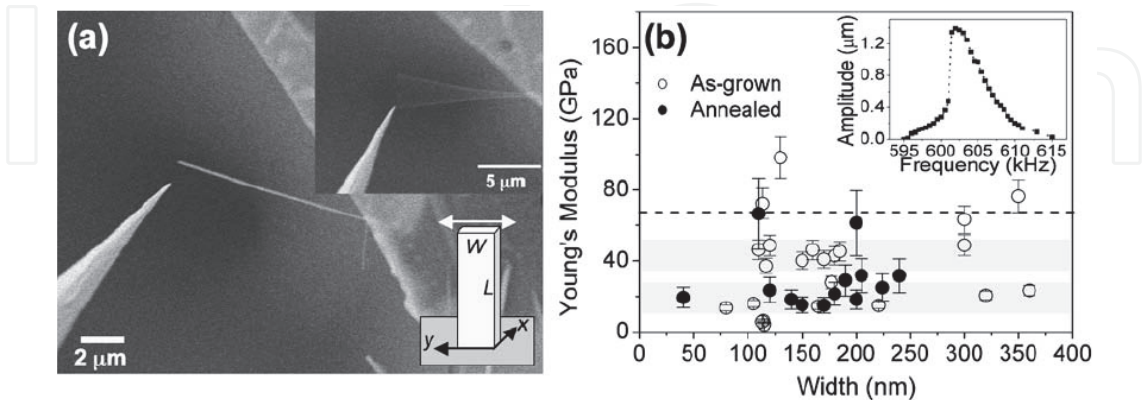 (a)
5 μm
W
L
x
y
2 μm
(b)
Young's Modulus (GPa)
160
120
80
40
0
As-grown
Annealed
Amplitude (μm)
1.2
0.8
0.4
0.0
595 600 605 610 615
Frequency (kHz)
0 50 100 150 200 250 300 350 400
Width (nm)